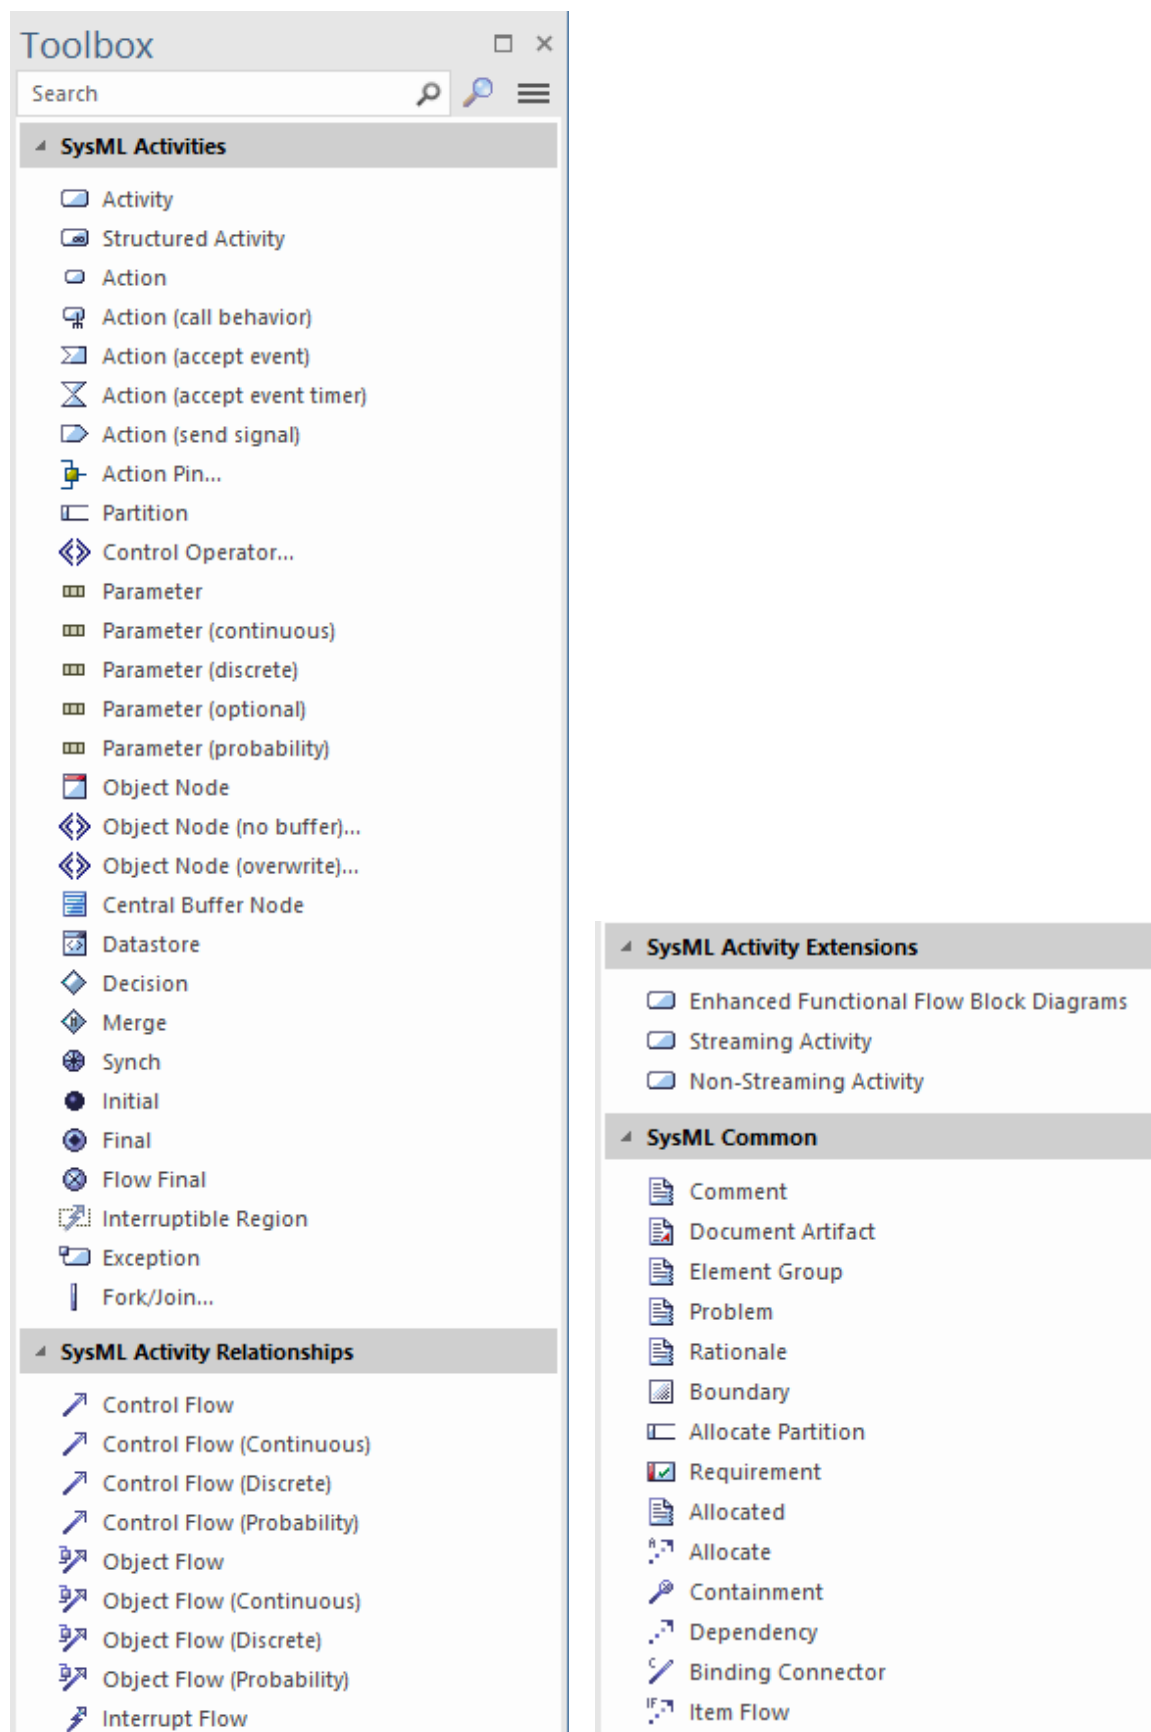 Toolbox
Search
SysML Activities
Activity
Structured Activity
Action
Action (call behavior)
Action (accept event)
Action (accept event timer)
Action (send signal)
Action Pin...
Partition
Control Operator...
Parameter
Parameter (continuous)
Parameter (discrete)
Parameter (optional)
Parameter (probability)
Object Node
Object Node (no buffer)...
Object Node (overwrite)...
Central Buffer Node
Datastore
Decision
Merge
Synch
Initial
Final
Flow Final
Interruptible Region
Exception
Fork/Join...
SysML Activity Relationships
Control Flow
Control Flow (Continuous)
Control Flow (Discrete)
Control Flow (Probability)
Object Flow
Object Flow (Continuous)
Object Flow (Discrete)
Object Flow (Probability)
Interrupt Flow
SysML Activity Extensions
Enhanced Functional Flow Block Diagrams
Streaming Activity
Non-Streaming Activity
SysML Common
Comment
Document Artifact
Element Group
Problem
Rationale
Boundary
Allocate Partition
Requirement
Allocated
Allocate
Containment
Dependency
Binding Connector
Item Flow